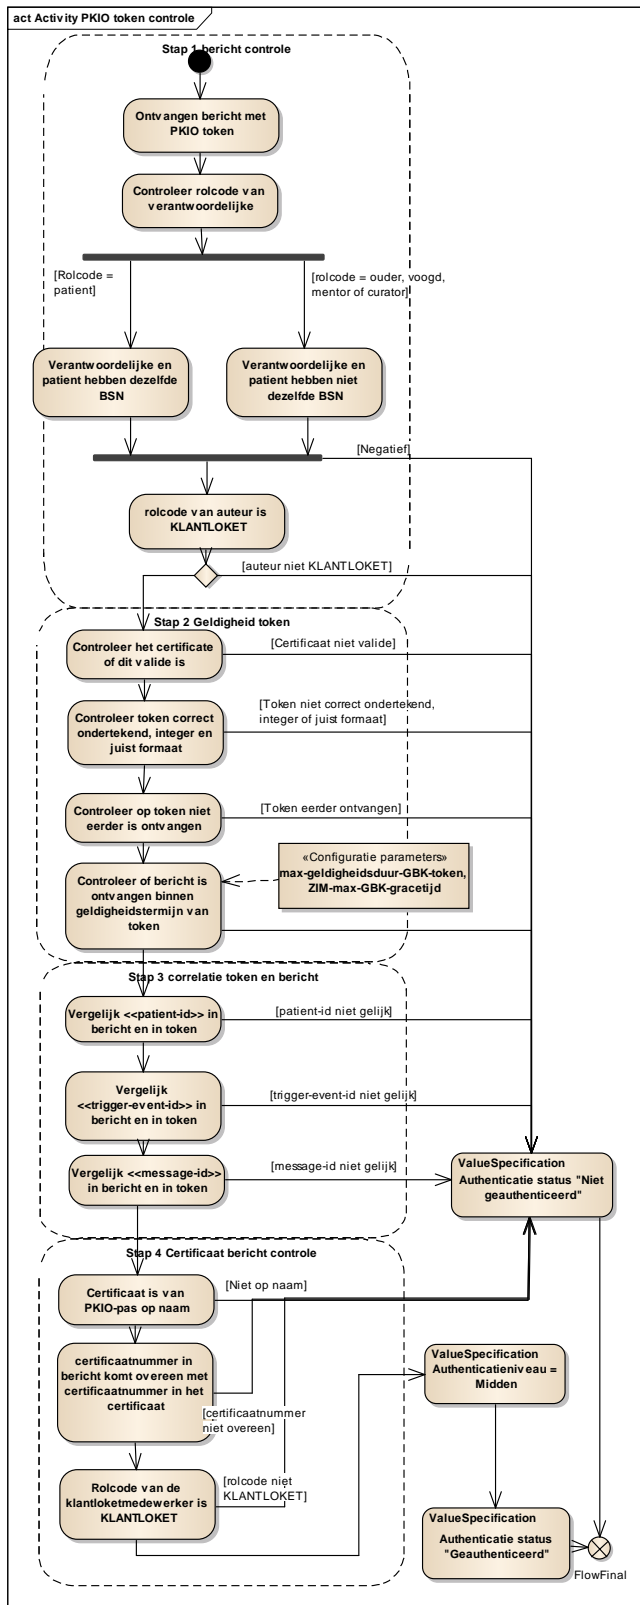 act Activity PKIO token controle
Stap 1 bericht controle
Ontvangen bericht met
PKIO token
Controleer rolcode van
verantwoordelijke
[Rolcode =
patient]
[rolcode = ouder, voogd,
mentor of curator]
Verantwoordelijke en
patient hebben dezelfde
BSN
Verantwoordelijke en
patient hebben niet
dezelfde BSN
[Negatief]
rolcode van auteur is
KLANTLOKET
[auteur niet KLANTLOKET]
Stap 2 Geldigheid token
Controleer het certificate
of dit valide is
[Certificaat niet valide]
Controleer token correct
ondertekend, integer en
juist formaat
[Token niet correct ondertekend,
integer of juist formaat]
Controleer op token niet
eerder is ontvangen
[Token eerder ontvangen]
«Configuratie parameters»
max-geldigheidsduur-GBK-token,
ZIM-max-GBK-gracetijd
Controleer of bericht is
ontvangen binnen
geldigheidstermijn van
token
Stap 3 correlatie token en bericht
Vergelijk <<patient-id>> in
bericht en in token
[patient-id niet gelijk]
Vergelijk
<<trigger-event-id>> in
bericht en in token
[trigger-event-id niet gelijk]
Vergelijk <<message-id>>
in bericht en in token
[message-id niet gelijk]
ValueSpecification
Authenticatie status "Niet
geauthenticeerd"
Stap 4 Certificaat bericht controle
Certificaat is van
PKIO-pas op naam
[Niet op naam]
certificaatnummer in
bericht komt overeen met
certificaatnummer in het
certificaat
[certificaatnummer
niet overeen]
ValueSpecification
Authenticatieniveau =
Midden
Rolcode van de
klantloketmedewerker is
KLANTLOKET
[rolcode niet
KLANTLOKET]
ValueSpecification
Authenticatie status
"Geauthenticeerd"
FlowFinal